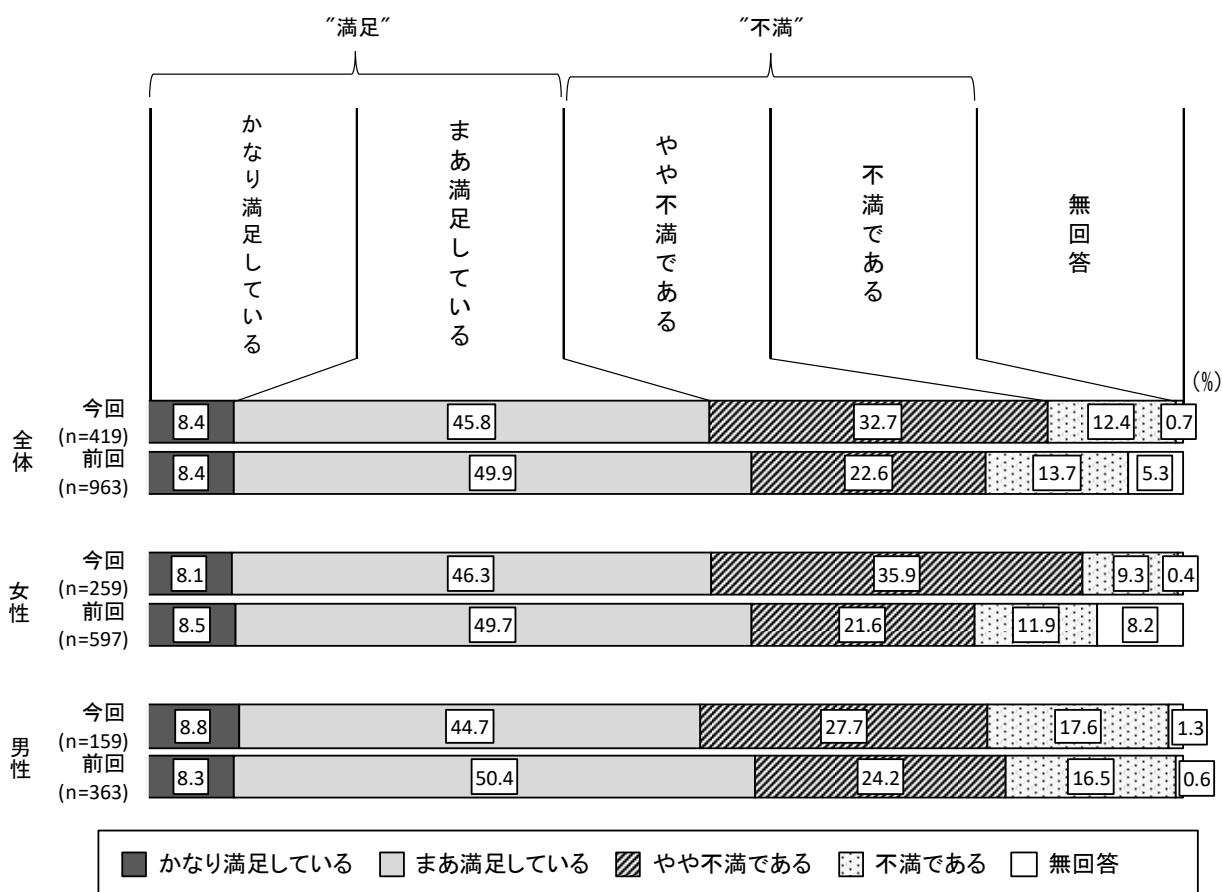 ”満足”
”不満”
かなり満足している
まあ満足している
やや不満である
不満である
無回答
(%)
全体
今回
(n=419)
8.4
45.8
32.7
12.4
0.7
前回
(n=963)
8.4
49.9
22.6
13.7
5.3
女性
今回
(n=259)
8.1
46.3
35.9
9.3
0.4
前回
(n=597)
8.5
49.7
21.6
11.9
8.2
男性
今回
(n=159)
8.8
44.7
27.7
17.6
1.3
前回
(n=363)
8.3
50.4
24.2
16.5
0.6
かなり満足している まあ満足している やや不満である 不満である 無回答